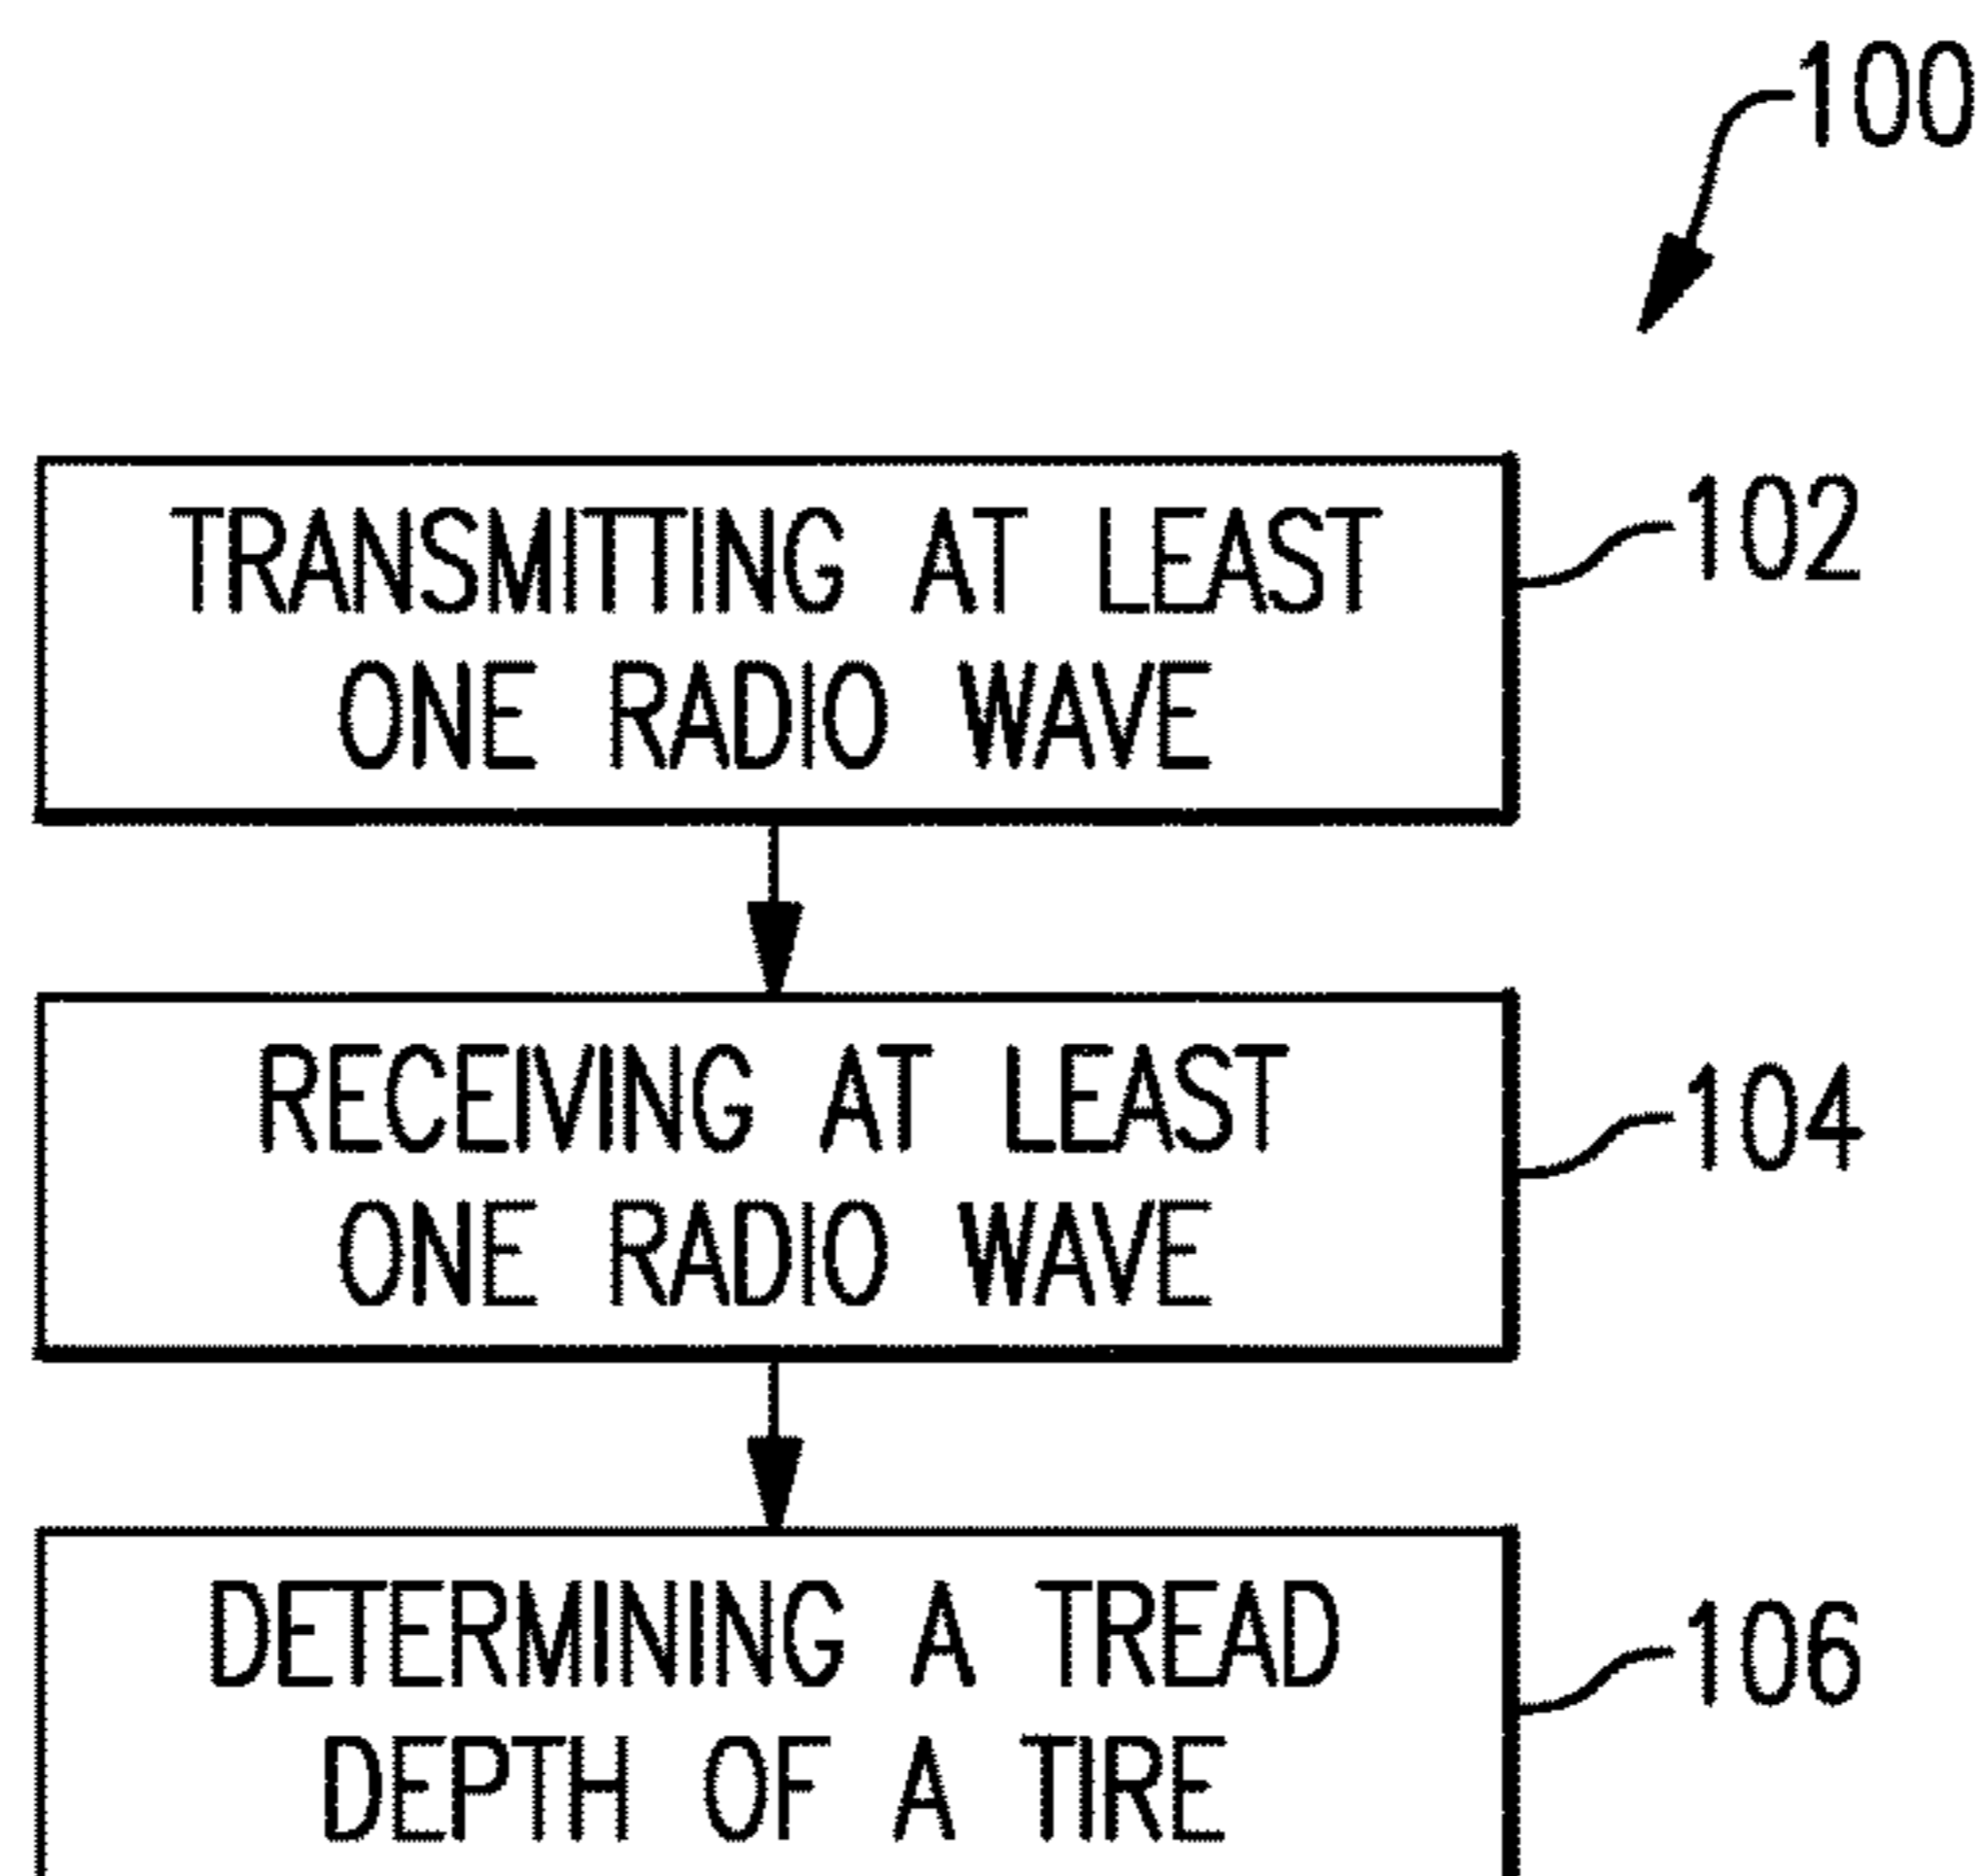 100
TRANSMITTING AT LEAST
ONE RADIO WAVE
102
RECEIVING AT LEAST
ONE RADIO WAVE
104
DETERMINING A TREAD
DEPTH OF A TIRE
106